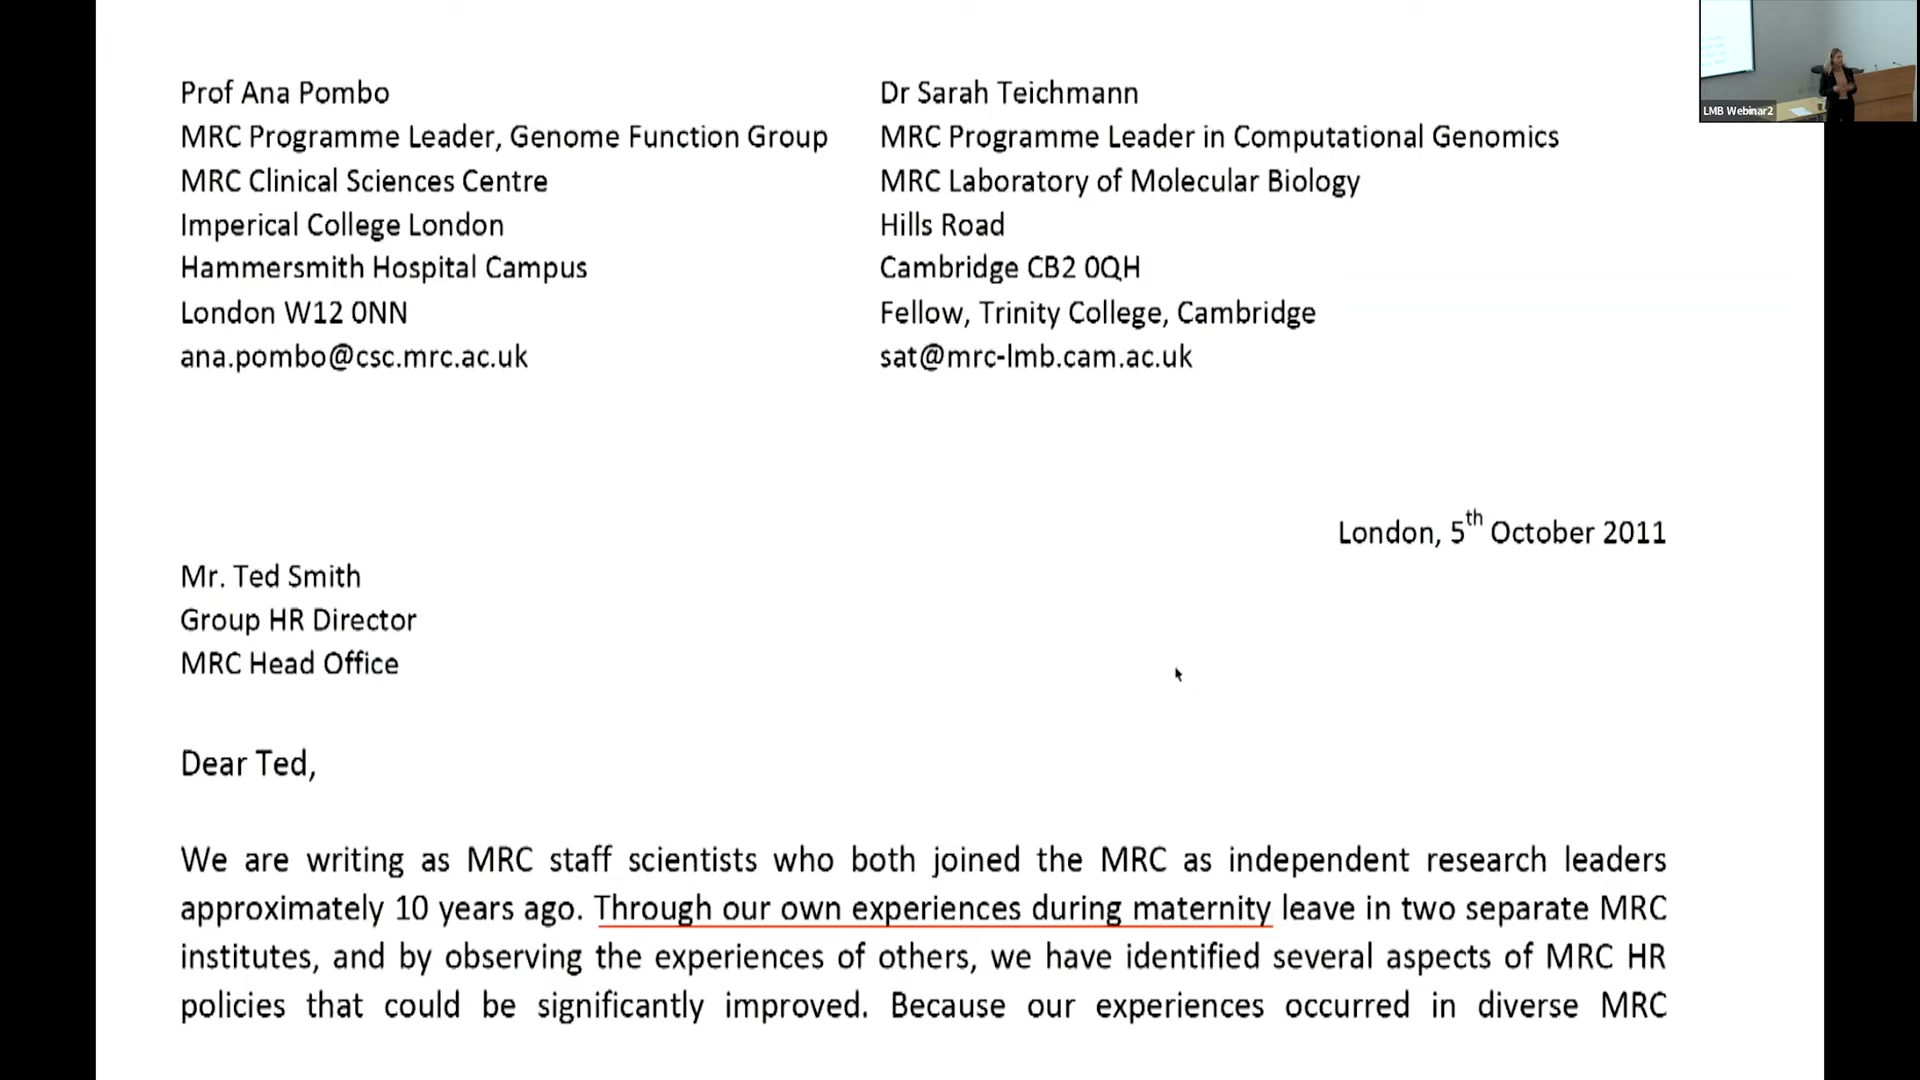 Prof Ana Pombo
MRC Programme Leader, Genome Function Group
MRC Clinical Sciences Centre
Imperical College London
Hammersmith Hospital Campus
London W12 0NN
ana.pombo@csc.mrc.ac.uk
Dr Sarah Teichmann
MRC Programme Leader in Computational Genomics
MRC Laboratory of Molecular Biology
Hills Road
Cambridge CB2 0QH
Fellow, Trinity College, Cambridge
sat@mrc-lmb.cam.ac.uk
LMB Webinar2
London, 5th October 2011
Mr. Ted Smith
Group HR Director
MRC Head Office
Dear Ted,
We are writing as MRC staff scientists who both joined the MRC as independent research leaders
approximately 10 years ago. Through our own experiences during maternity leave in two separate MRC
institutes, and by observing the experiences of others, we have identified several aspects of MRC HR
policies that could be significantly improved. Because our experiences occurred in diverse MRC